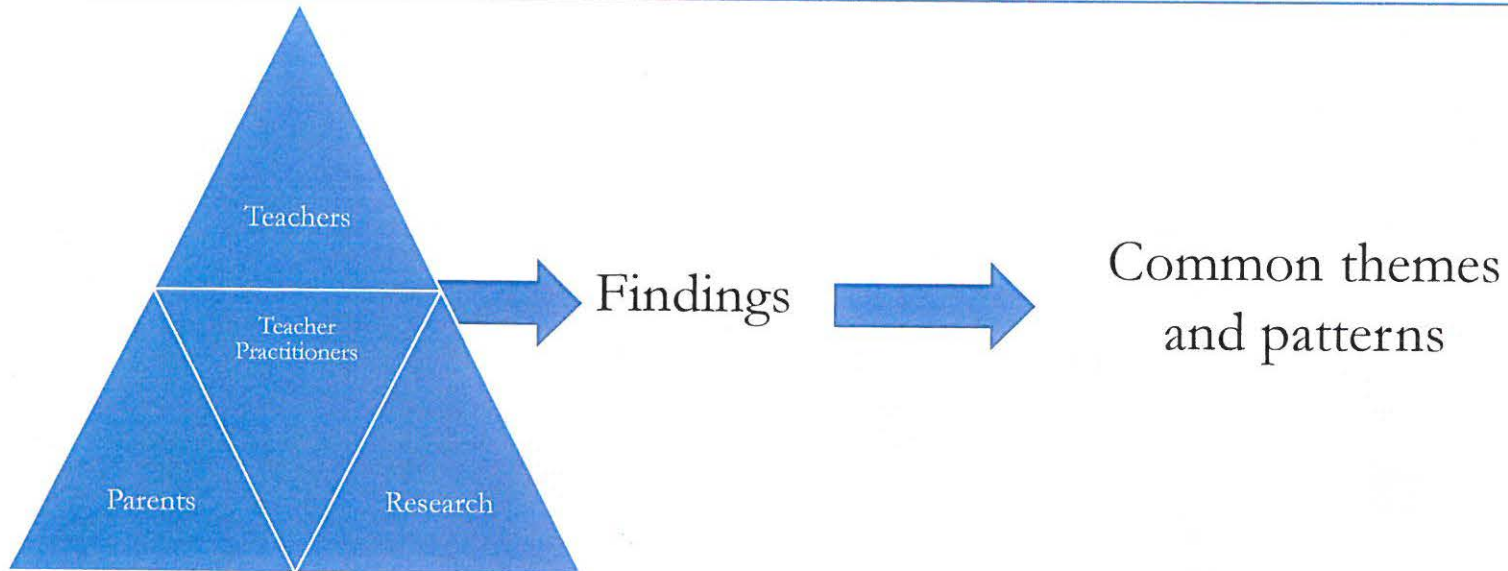 Teachers
Teacher
Practitioners
Parents
Research
Findings
Common themes
and patterns